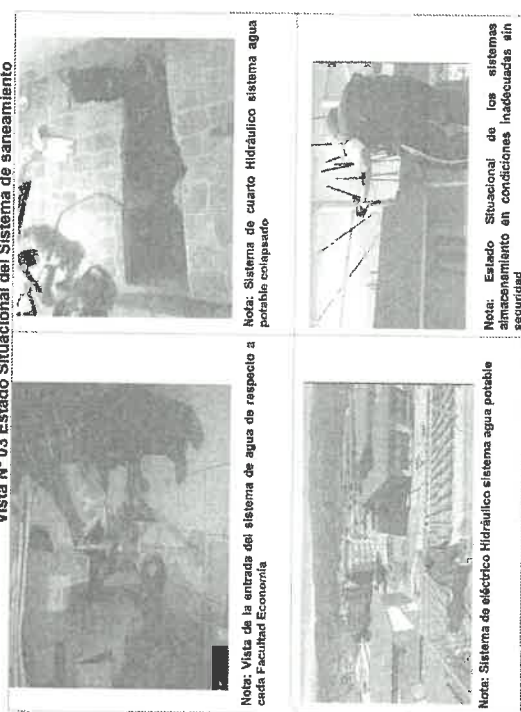 Vista N° 03 Estado Situacional del Sistema de saneamiento
Nota: Vista de la entrada del sistema de agua de respecto a
cada Facultad Economía
Nota: Sistema de cuarto Hidráulico sistema agua
potable colapsado
Nota: Sistema de eléctrico Hidráulico sistema agua potable
Nota: Estado Situacional de los sistemas
almacenamiento en condiciones inadecuadas sin
seguridad